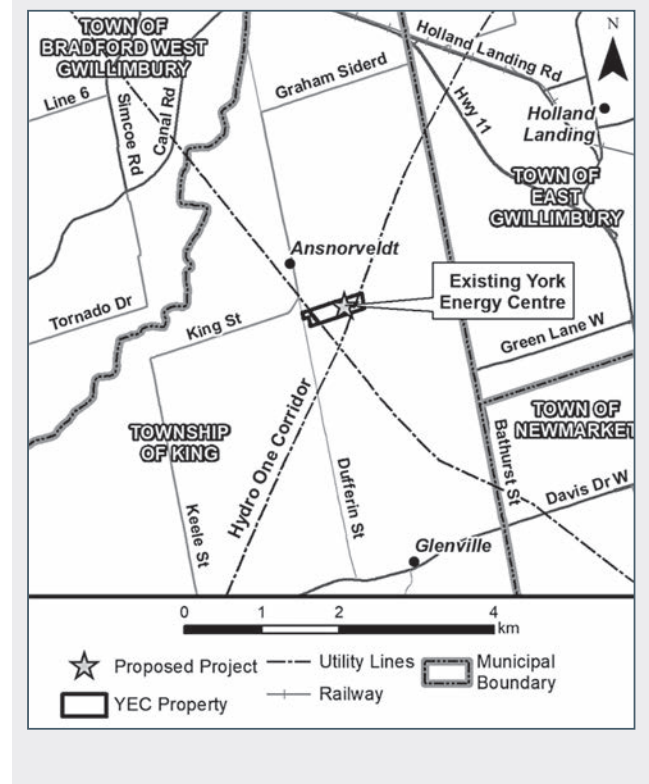 TOWN OF
BRADFORD WEST
GWILLIMBURY
N
Holland Landing Rd
Graham Siderd
Line 6
Simcoe Rd
Canal Rd
Hwy 11
Holland
Landing
TOWN OF
EAST
GWILLIMBURY
Ansnorveldt
Existing York
Energy Centre
Tornado Dr
King St
Green Lane W
TOWNSHIP
OF KING
Hydro One Corridor
TOWN OF
NEWMARKET
Bathurst St
Dufferin St
Keele St
Davis Dr W
Glenville
0 1 2 4
km
Proposed Project
Utility Lines
Municipal
Boundary
YEC Property
Railway